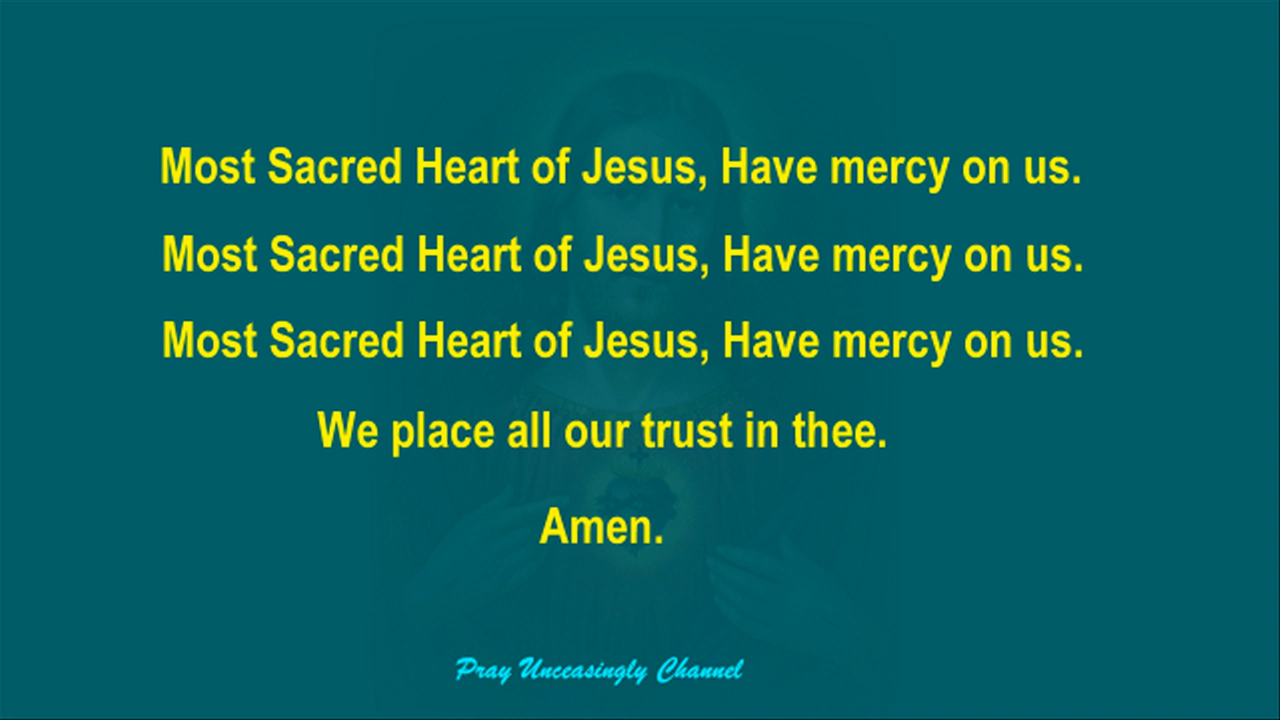 Most Sacred Heart of Jesus, Have mercy on us.
Most Sacred Heart of Jesus, Have mercy on us.
Most Sacred Heart of Jesus, Have mercy on us.
We place all our trust in thee.
Amen.
Pray Unceasingly Channel